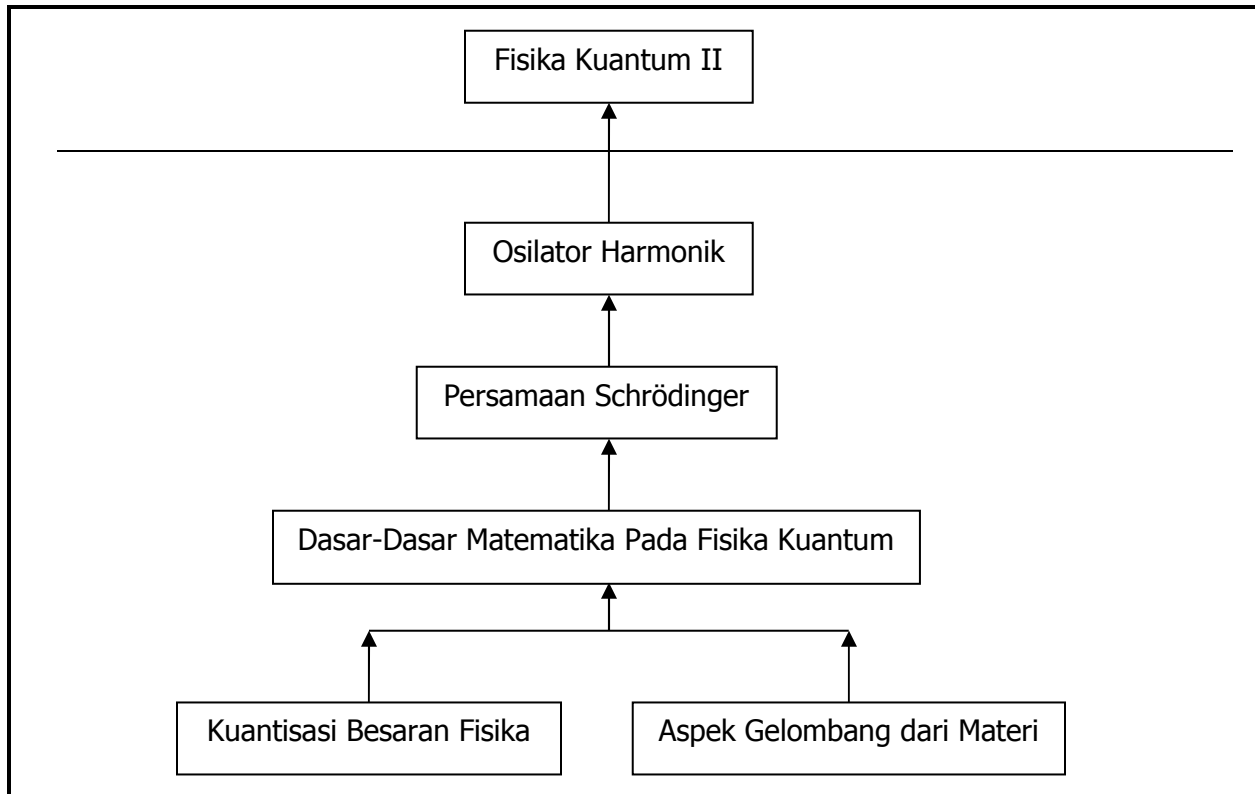 Fisika Kuantum II
Osilator Harmonik
Persamaan Schrödinger
Dasar-Dasar Matematika Pada Fisika Kuantum
Kuantisasi Besaran Fisika
Aspek Gelombang dari Materi